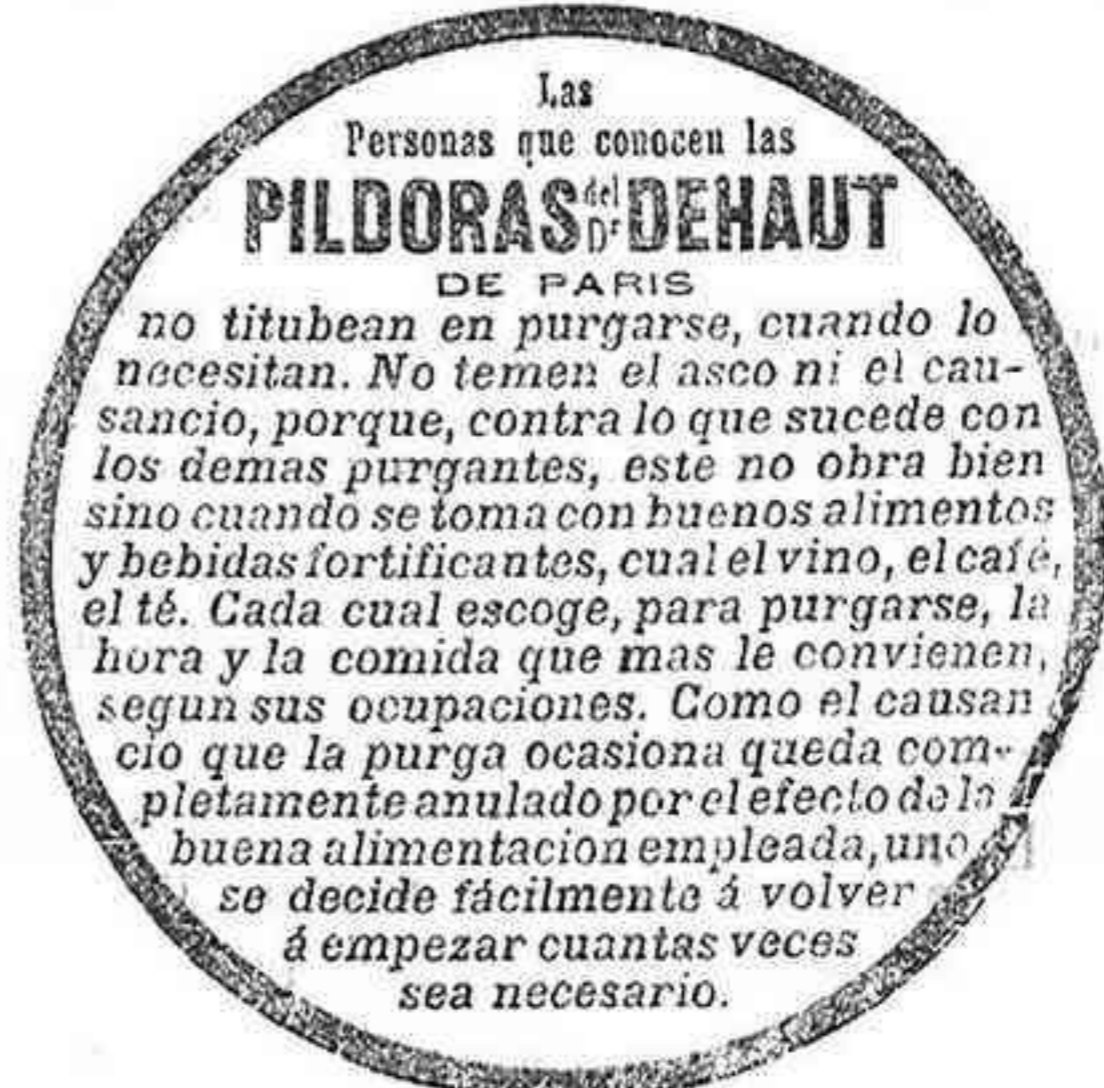 Las
Personas que conocen las
PILDORAS del Dr DEHAUT
DE PARIS
no titubean en purgarse, cuando lo
necesitan. No temen el asco ni el cau-
sancio, porque, contra lo que sucede con
los demas purgantes, este no obra bien
sino cuando se toma con buenos alimentos
y bebidas fortificantes, cual el vino, el café,
el té. Cada cual escoge, para purgarse, la
hora y la comida que mas le convienen,
segun sus ocupaciones. Como el causan
cio que la purga ocasiona queda com-
pletamente anulado por el efecto de la
buena alimentacion empleada, uno
se decide fácilmente á volver
á empezar cuantas veces
sea necesario.